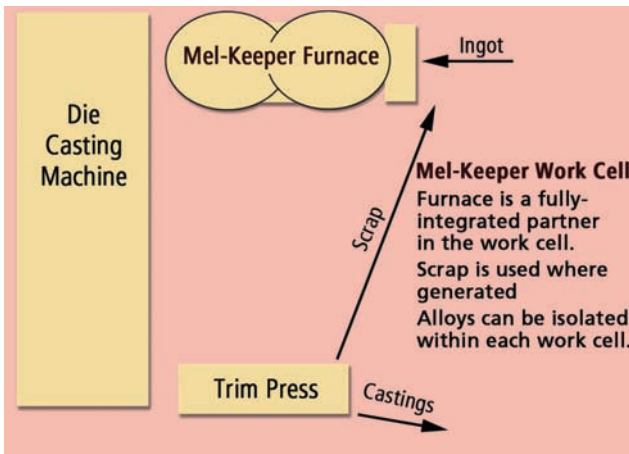 Mel-Keeper Furnace
Ingot
Die
Casting
Machine
Scrap
Mel-Keeper Work Cell
Furnace is a fully-
integrated partner
in the work cell.
Scrap is used where
generated
Alloys can be isolated
within each work cell.
Trim Press
Castings